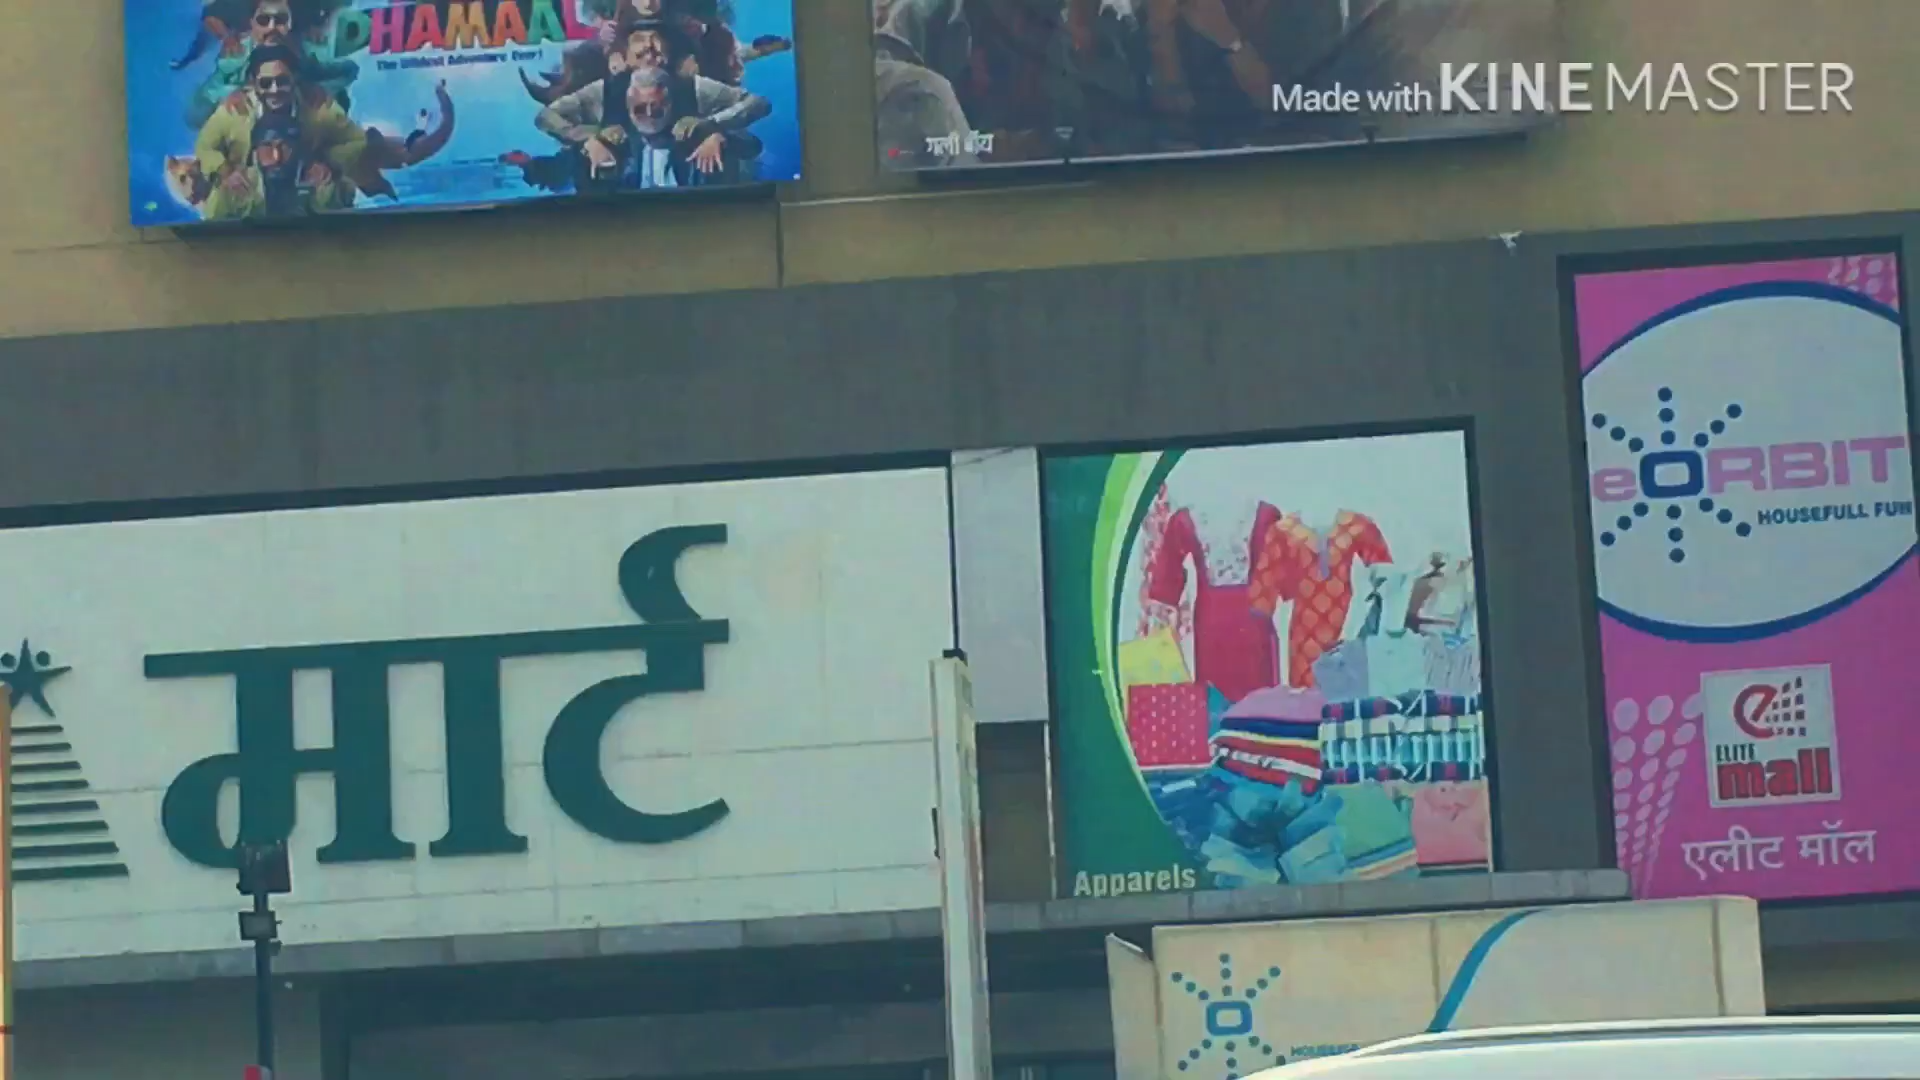 DHAMAAL
The Wildest Adventure Ever!
गली बॉय
Made with KINEMASTER
eORBIT
HOUSEFULL FUN
मार्ट
ELITE
mall
एलीट मॉल
Apparels